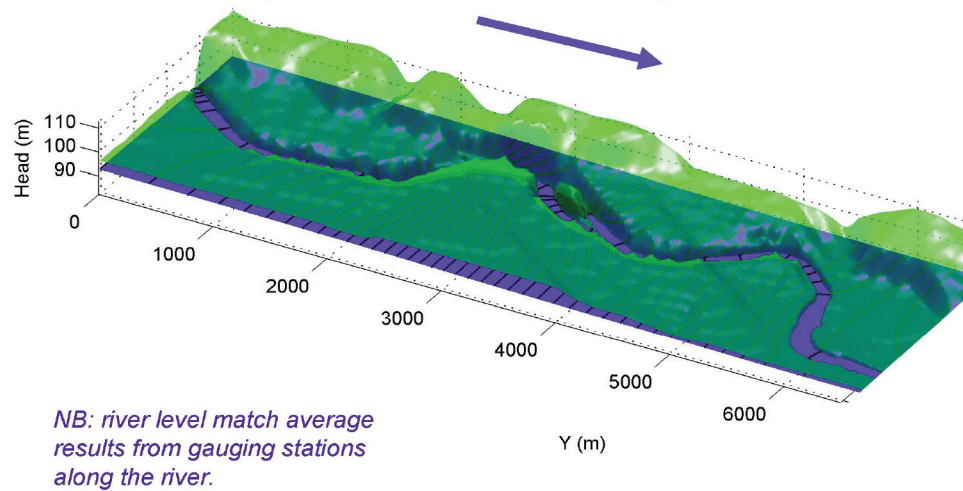 Head (m)
110
100
90
0
1000
2000
3000
4000
5000
6000
Y (m)
NB: river level match average
results from gauging stations
along the river.